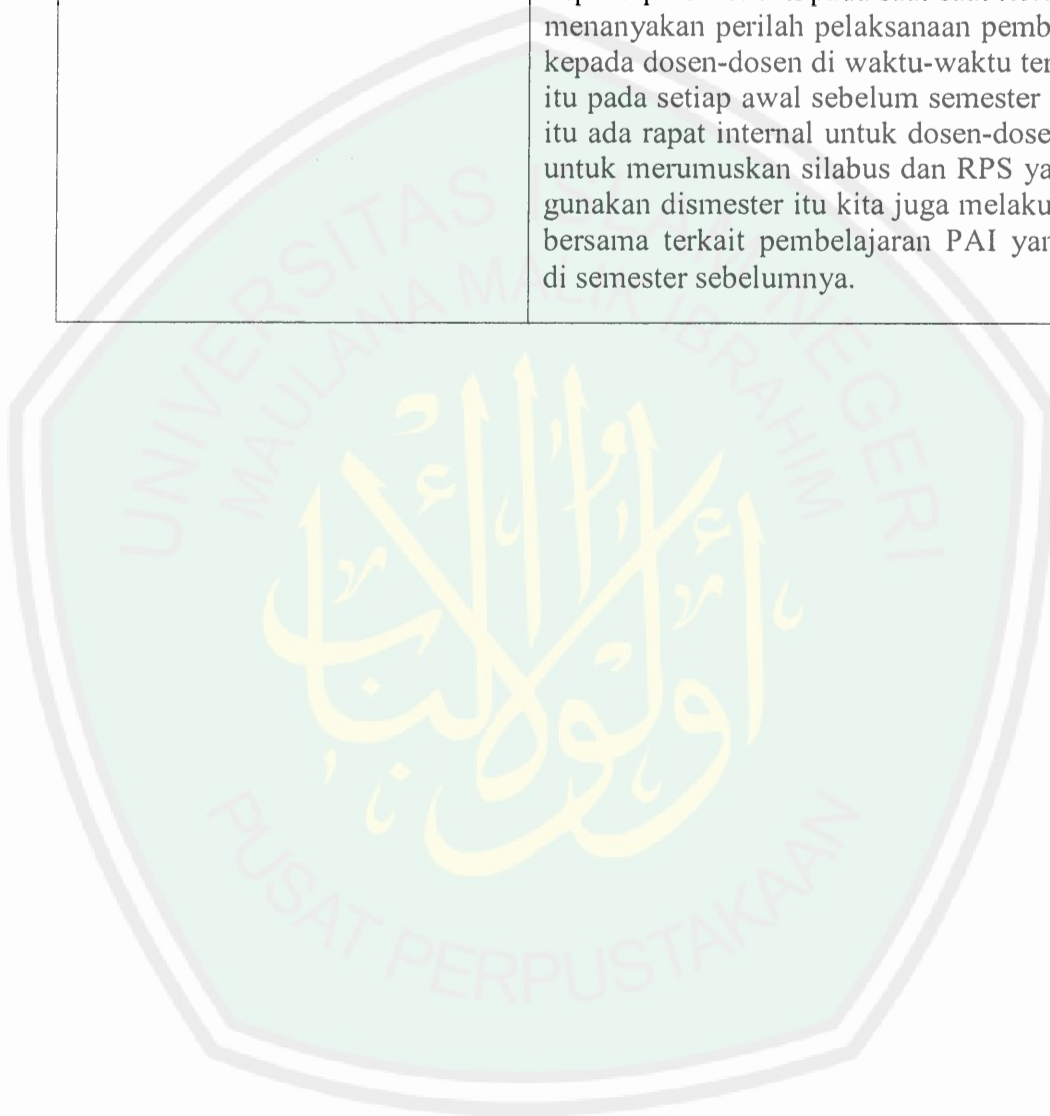 menanyakan perilah pelaksanaan pemb
kepada dosen-dosen di waktu-waktu ter
itu pada setiap awal sebelum semester
itu ada rapat internal untuk dosen-dose
untuk merumuskan silabus dan RPS ya
gunakan dismester itu kita juga melaku
bersama terkait pembelajaran PAI yan
di semester sebelumnya.
UNIVERSITAS ISLAM NEGERI
MAULANA MALIK IBRAHIM
PUSAT PERPUSTAKAAN